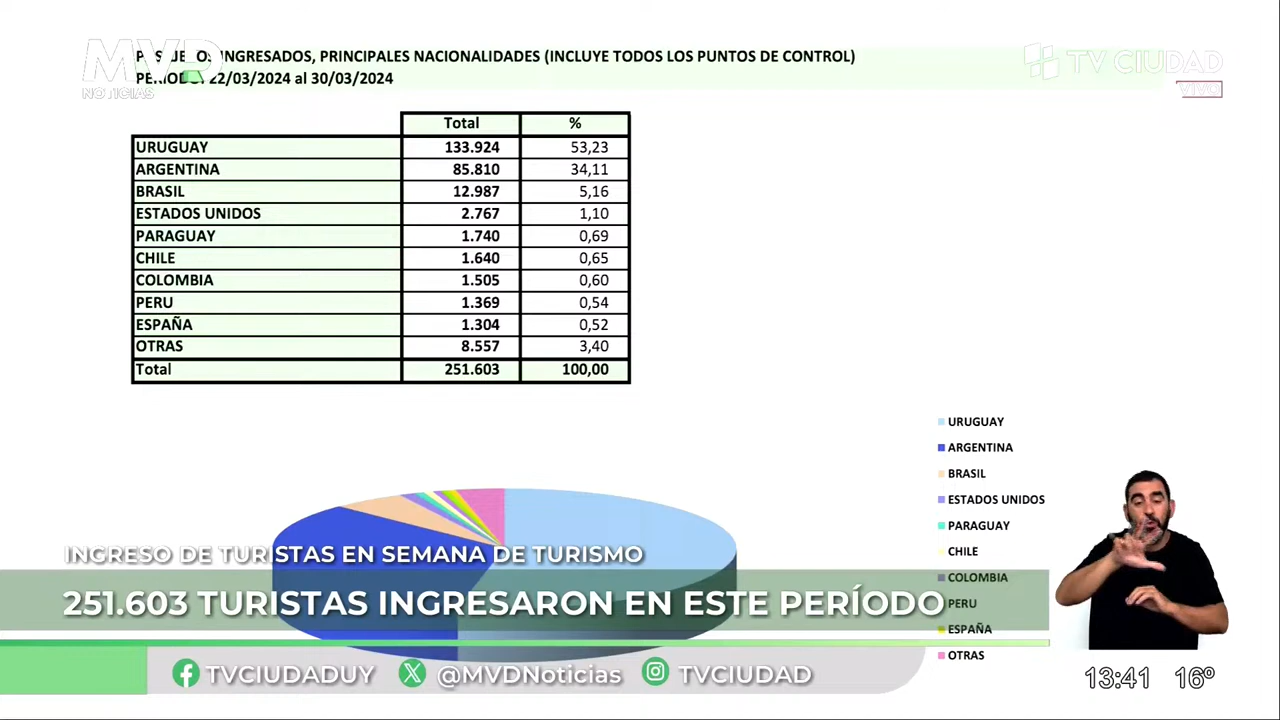 MVD
NOTICIAS
INGRESADOS, PRINCIPALES NACIONALIDADES (INCLUYE TODOS LOS PUNTOS DE CONTROL)
22/03/2024 al 30/03/2024
TV CIUDAD
VIVO
Total %
URUGUAY 133.924 53,23
ARGENTINA 85.810 34,11
BRASIL 12.987 5,16
ESTADOS UNIDOS 2.767 1,10
PARAGUAY 1.740 0,69
CHILE 1.640 0,65
COLOMBIA 1.505 0,60
PERU 1.369 0,54
ESPAÑA 1.304 0,52
OTRAS 8.557 3,40
Total 251.603 100,00
URUGUAY
ARGENTINA
BRASIL
ESTADOS UNIDOS
PARAGUAY
CHILE
COLOMBIA
PERU
ESPAÑA
OTRAS
INGRESO DE TURISTAS EN SEMANA DE TURISMO
251.603 TURISTAS INGRESARON EN ESTE PERÍODO
TVCIUDADUY @MVDNoticias TVCIUDAD
13:41 16º